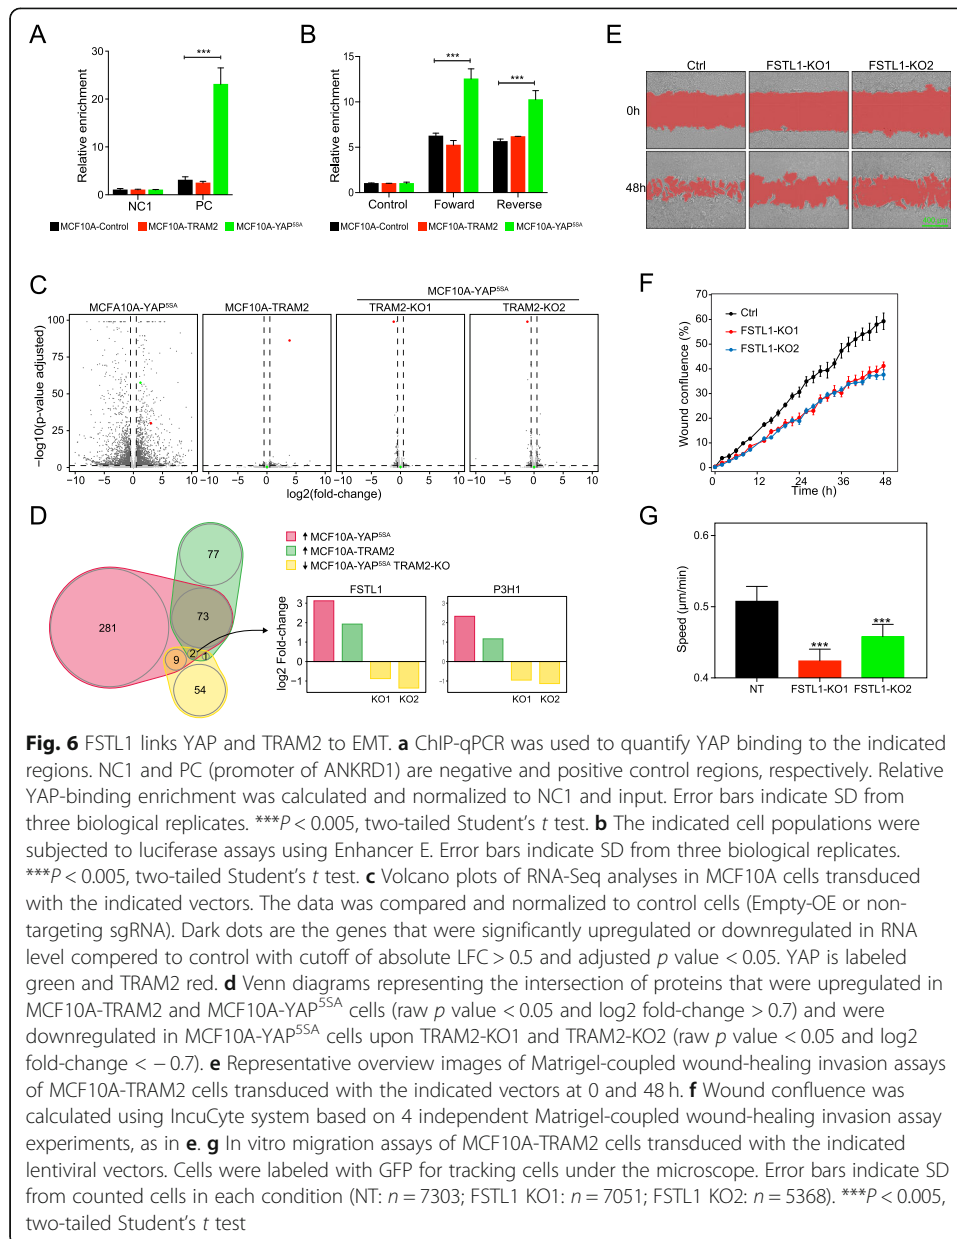 A
Relative enrichment
30
20
10
0
***
NC1
PC
MCF10A-Control
MCF10A-TRAM2
MCF10A-YAP5SA
B
Relative enrichment
15
10
5
0
***
***
Control
Foward
Reverse
MCF10A-Control
MCF10A-TRAM2
MCF10A-YAP5SA
E
Ctrl
FSTL1-KO1
FSTL1-KO2
0h
48h
C
MCF10A-YAP5SA
MCFA10A-YAP5SA
MCF10A-TRAM2
TRAM2-KO1
TRAM2-KO2
−log10(p-value adjusted)
100
75
50
25
0
−10 −5 0 5 10
−10 −5 0 5 10
−10 −5 0 5 10
−10 −5 0 5 10
log2(fold-change)
F
Wound confluence (%)
70
60
50
40
30
20
10
0
Ctrl
FSTL1-KO1
FSTL1-KO2
0 12 24 36 48
Time (h)
D
77
73
281
2
1
9
54
↑ MCF10A-YAP5SA
↑ MCF10A-TRAM2
↓ MCF10A-YAP5SA TRAM2-KO
FSTL1
P3H1
log2 Fold-change
3
2
1
0
−1
3
2
1
0
−1
KO1 KO2
KO1 KO2
G
Speed (µm/min)
0.6
0.5
0.4
***
***
NT
FSTL1-KO1
FSTL1-KO2
Fig. 6 FSTL1 links YAP and TRAM2 to EMT. a ChIP-qPCR was used to quantify YAP binding to the indicated
regions. NC1 and PC (promoter of ANKRD1) are negative and positive control regions, respectively. Relative
YAP-binding enrichment was calculated and normalized to NC1 and input. Error bars indicate SD from
three biological replicates. ***P < 0.005, two-tailed Student's t test. b The indicated cell populations were
subjected to luciferase assays using Enhancer E. Error bars indicate SD from three biological replicates.
***P < 0.005, two-tailed Student's t test. c Volcano plots of RNA-Seq analyses in MCF10A cells transduced
with the indicated vectors. The data was compared and normalized to control cells (Empty-OE or non-
targeting sgRNA). Dark dots are the genes that were significantly upregulated or downregulated in RNA
level compered to control with cutoff of absolute LFC > 0.5 and adjusted p value < 0.05. YAP is labeled
green and TRAM2 red. d Venn diagrams representing the intersection of proteins that were upregulated in
MCF10A-TRAM2 and MCF10A-YAP5SA cells (raw p value < 0.05 and log2 fold-change > 0.7) and were
downregulated in MCF10A-YAP5SA cells upon TRAM2-KO1 and TRAM2-KO2 (raw p value < 0.05 and log2
fold-change < − 0.7). e Representative overview images of Matrigel-coupled wound-healing invasion assays
of MCF10A-TRAM2 cells transduced with the indicated vectors at 0 and 48 h. f Wound confluence was
calculated using IncuCyte system based on 4 independent Matrigel-coupled wound-healing invasion assay
experiments, as in e. g In vitro migration assays of MCF10A-TRAM2 cells transduced with the indicated
lentiviral vectors. Cells were labeled with GFP for tracking cells under the microscope. Error bars indicate SD
from counted cells in each condition (NT: n = 7303; FSTL1 KO1: n = 7051; FSTL1 KO2: n = 5368). ***P < 0.005,
two-tailed Student's t test